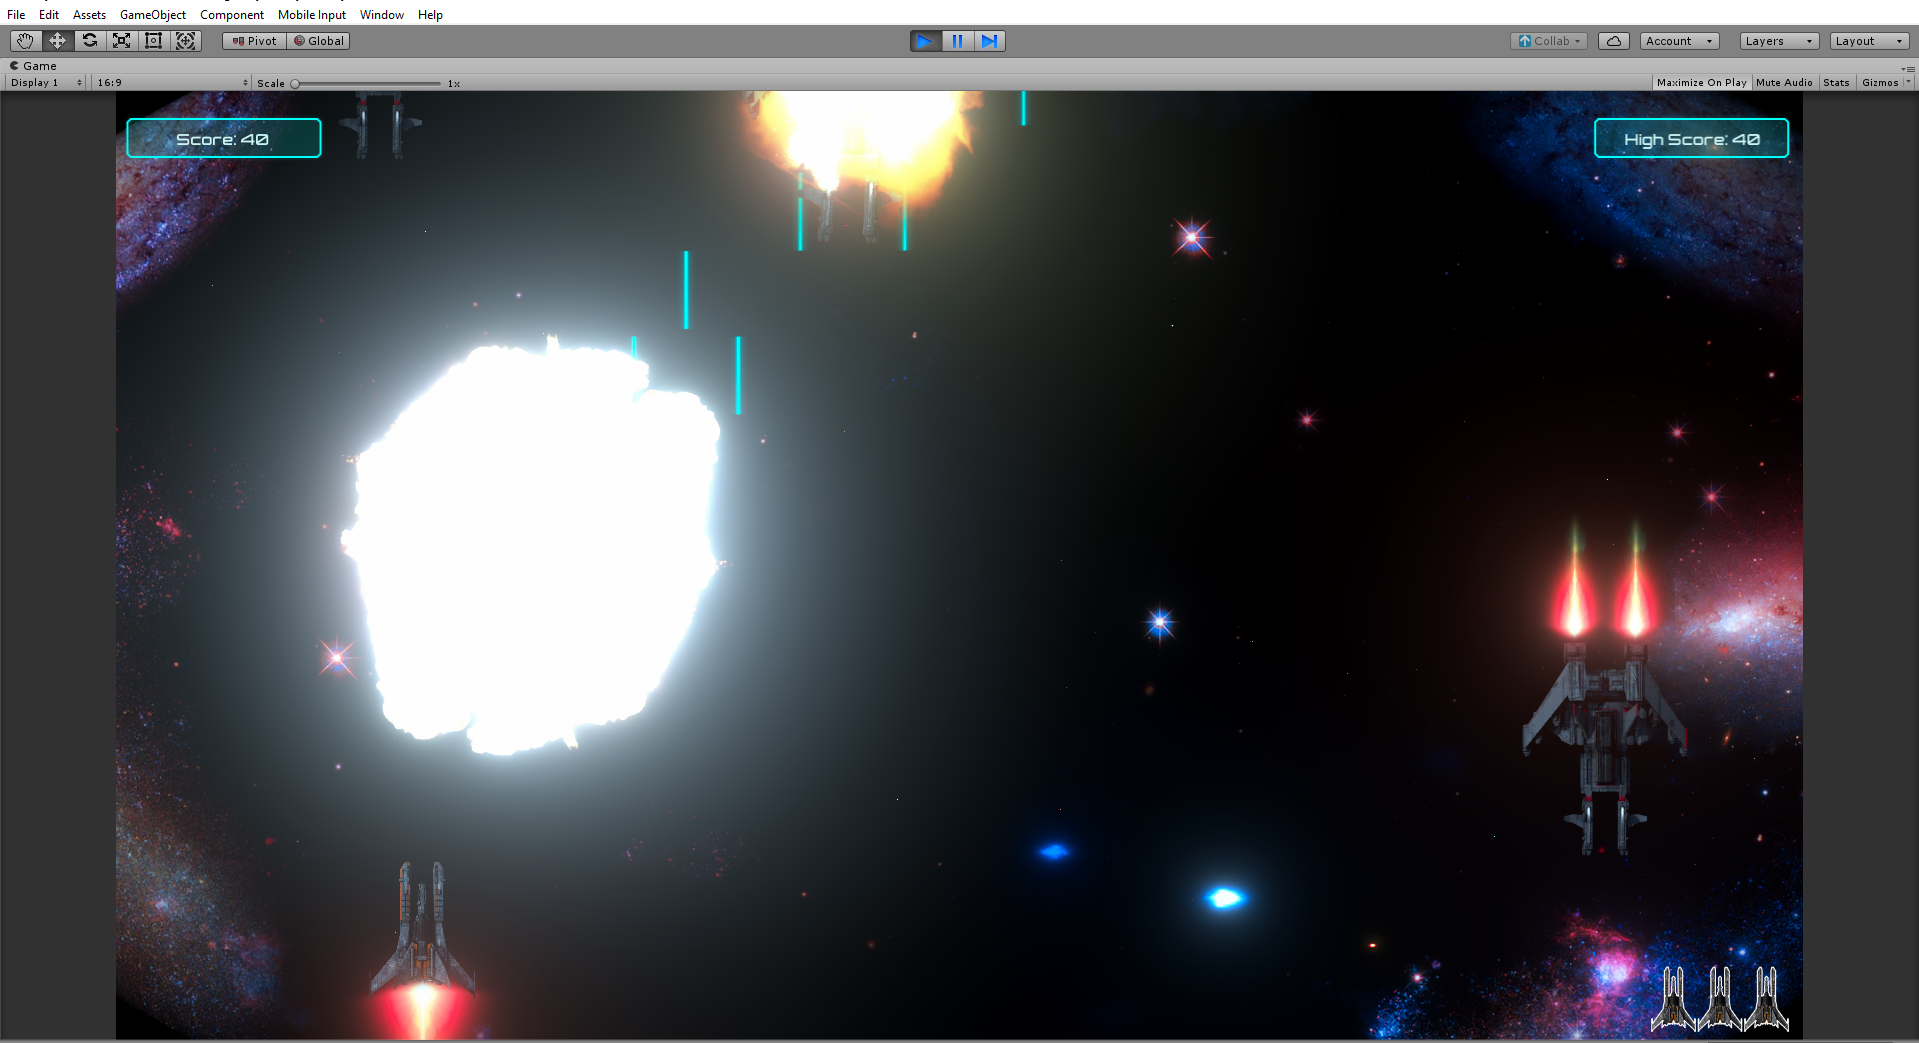 File Edit Assets GameObject Component Mobile Input Window Help
Pivot Global Collab Account Layers Layout
Game
Display 1 16:9 Scale 1x Maximize On Play Mute Audio Stats Gizmos
Score: 40 High Score: 40